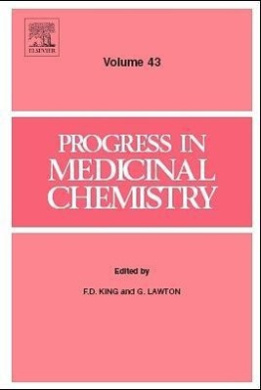 ELSEVIER
Volume 43
PROGRESS IN
MEDICINAL
CHEMISTRY
Edited by
F.D. KING and G. LAWTON